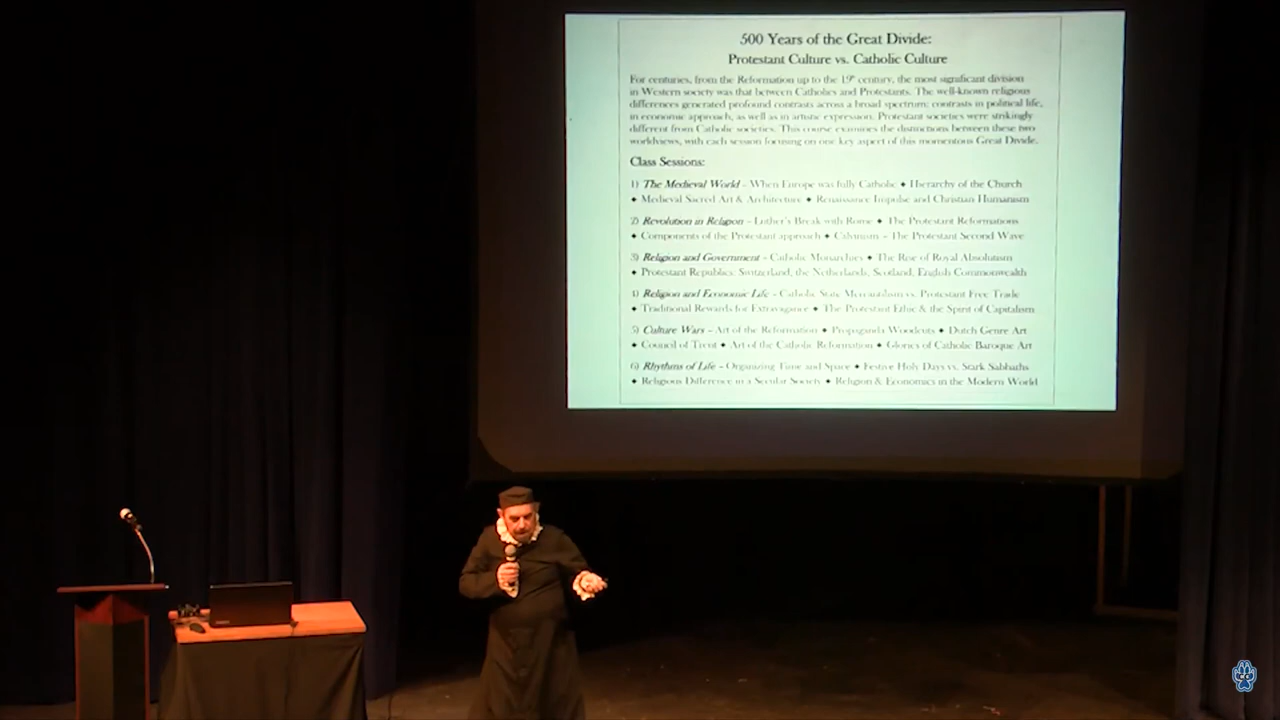 500 Years of the Great Divide:
Protestant Culture vs. Catholic Culture
For centuries, from the Reformation up to the 19th century, the most significant division
in Western society was that between Catholics and Protestants. The well-known religious
differences generated profound contrasts across a broad spectrum: contrasts in political life,
in economic approach, as well as in artistic expression. Protestant societies were strikingly
different from Catholic societies. This course examines the distinctions between these two
worldviews, with each session focusing on one key aspect of this momentous Great Divide.
Class Sessions:
1) The Medieval World – When Europe was fully Catholic ♦ Hierarchy of the Church
♦ Medieval Sacred Art & Architecture ♦ Renaissance Impulse and Christian Humanism
2) Revolution in Religion – Luther's Break with Rome ♦ The Protestant Reformations
♦ Components of the Protestant approach ♦ Calvinism – The Protestant Second Wave
3) Religion and Government – Catholic Monarchies ♦ The Rise of Royal Absolutism
♦ Protestant Republics: Switzerland, the Netherlands, Scotland, English Commonwealth
4) Religion and Economic Life – Catholic State Mercantilism vs. Protestant Free Trade
♦ Traditional Rewards for Extravagance ♦ The Protestant Ethic & the Spirit of Capitalism
5) Culture Wars – Art of the Reformation ♦ Propaganda Woodcuts ♦ Dutch Genre Art
♦ Council of Trent ♦ Art of the Catholic Reformation ♦ Glories of Catholic Baroque Art
6) Rhythms of Life – Organizing Time and Space ♦ Festive Holy Days vs. Stark Sabbaths
♦ Religious Difference in a Secular Society ♦ Religion & Economics in the Modern World